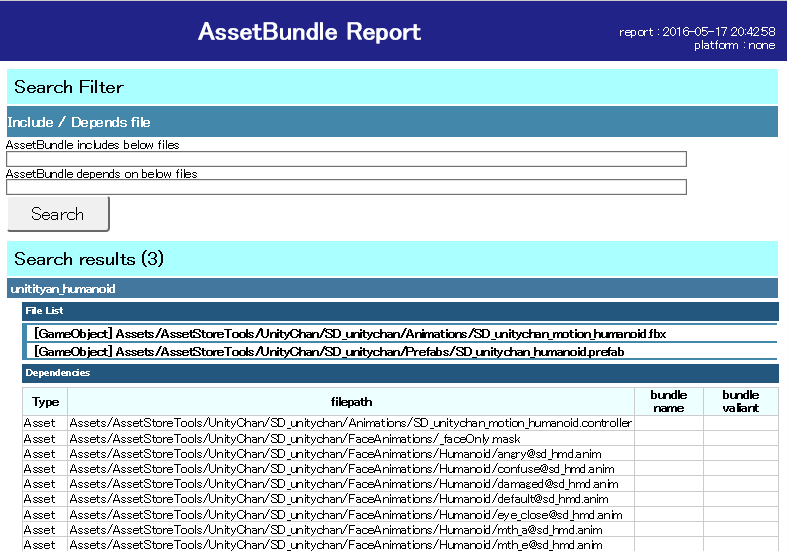 AssetBundle Report
report : 2016-05-17 20:42:58
platform : none
Search Filter
Include / Depends file
AssetBundle includes below files
AssetBundle depends on below files
Search
Search results (3)
unitityan_humanoid
File List
[GameObject] Assets/AssetStoreTools/UnityChan/SD_unitychan/Animations/SD_unitychan_motion_humanoid.fbx
[GameObject] Assets/AssetStoreTools/UnityChan/SD_unitychan/Prefabs/SD_unitychan_humanoid.prefab
Dependencies
Type filepath bundle name bundle valiant
Asset Assets/AssetStoreTools/UnityChan/SD_unitychan/Animations/SD_unitychan_motion_humanoid.controller
Asset Assets/AssetStoreTools/UnityChan/SD_unitychan/FaceAnimations/_faceOnly.mask
Asset Assets/AssetStoreTools/UnityChan/SD_unitychan/FaceAnimations/Humanoid/angry@sd_hmd.anim
Asset Assets/AssetStoreTools/UnityChan/SD_unitychan/FaceAnimations/Humanoid/confuse@sd_hmd.anim
Asset Assets/AssetStoreTools/UnityChan/SD_unitychan/FaceAnimations/Humanoid/damaged@sd_hmd.anim
Asset Assets/AssetStoreTools/UnityChan/SD_unitychan/FaceAnimations/Humanoid/default@sd_hmd.anim
Asset Assets/AssetStoreTools/UnityChan/SD_unitychan/FaceAnimations/Humanoid/eye_close@sd_hmd.anim
Asset Assets/AssetStoreTools/UnityChan/SD_unitychan/FaceAnimations/Humanoid/mth_a@sd_hmd.anim
Asset Assets/AssetStoreTools/UnityChan/SD_unitychan/FaceAnimations/Humanoid/mth_e@sd_hmd.anim